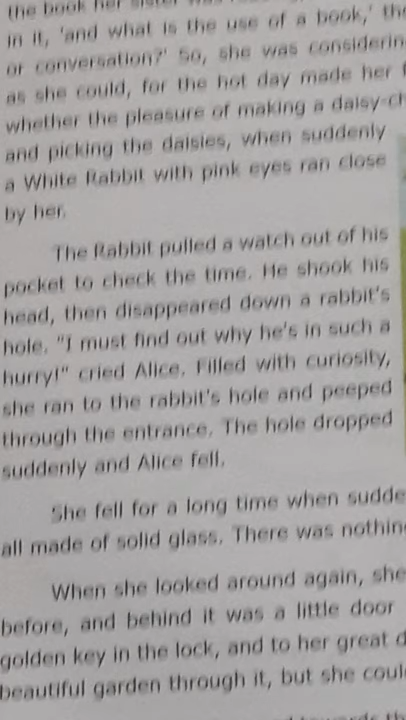 the book her sister was
in it, 'and what is the use of a book,' the
or conversation?' So, she was considerin
as she could, for the hot day made her f
whether the pleasure of making a daisy-ch
and picking the daisies, when suddenly
a White Rabbit with pink eyes ran close
by her.
The Rabbit pulled a watch out of his
pocket to check the time. He shook his
head, then disappeared down a rabbit's
hole. "I must find out why he's in such a
hurry!" cried Alice. Filled with curiosity,
she ran to the rabbit's hole and peeped
through the entrance. The hole dropped
suddenly and Alice fell.
She fell for a long time when sudde
all made of solid glass. There was nothin
When she looked around again, she
before, and behind it was a little door
golden key in the lock, and to her great d
beautiful garden through it, but she coul